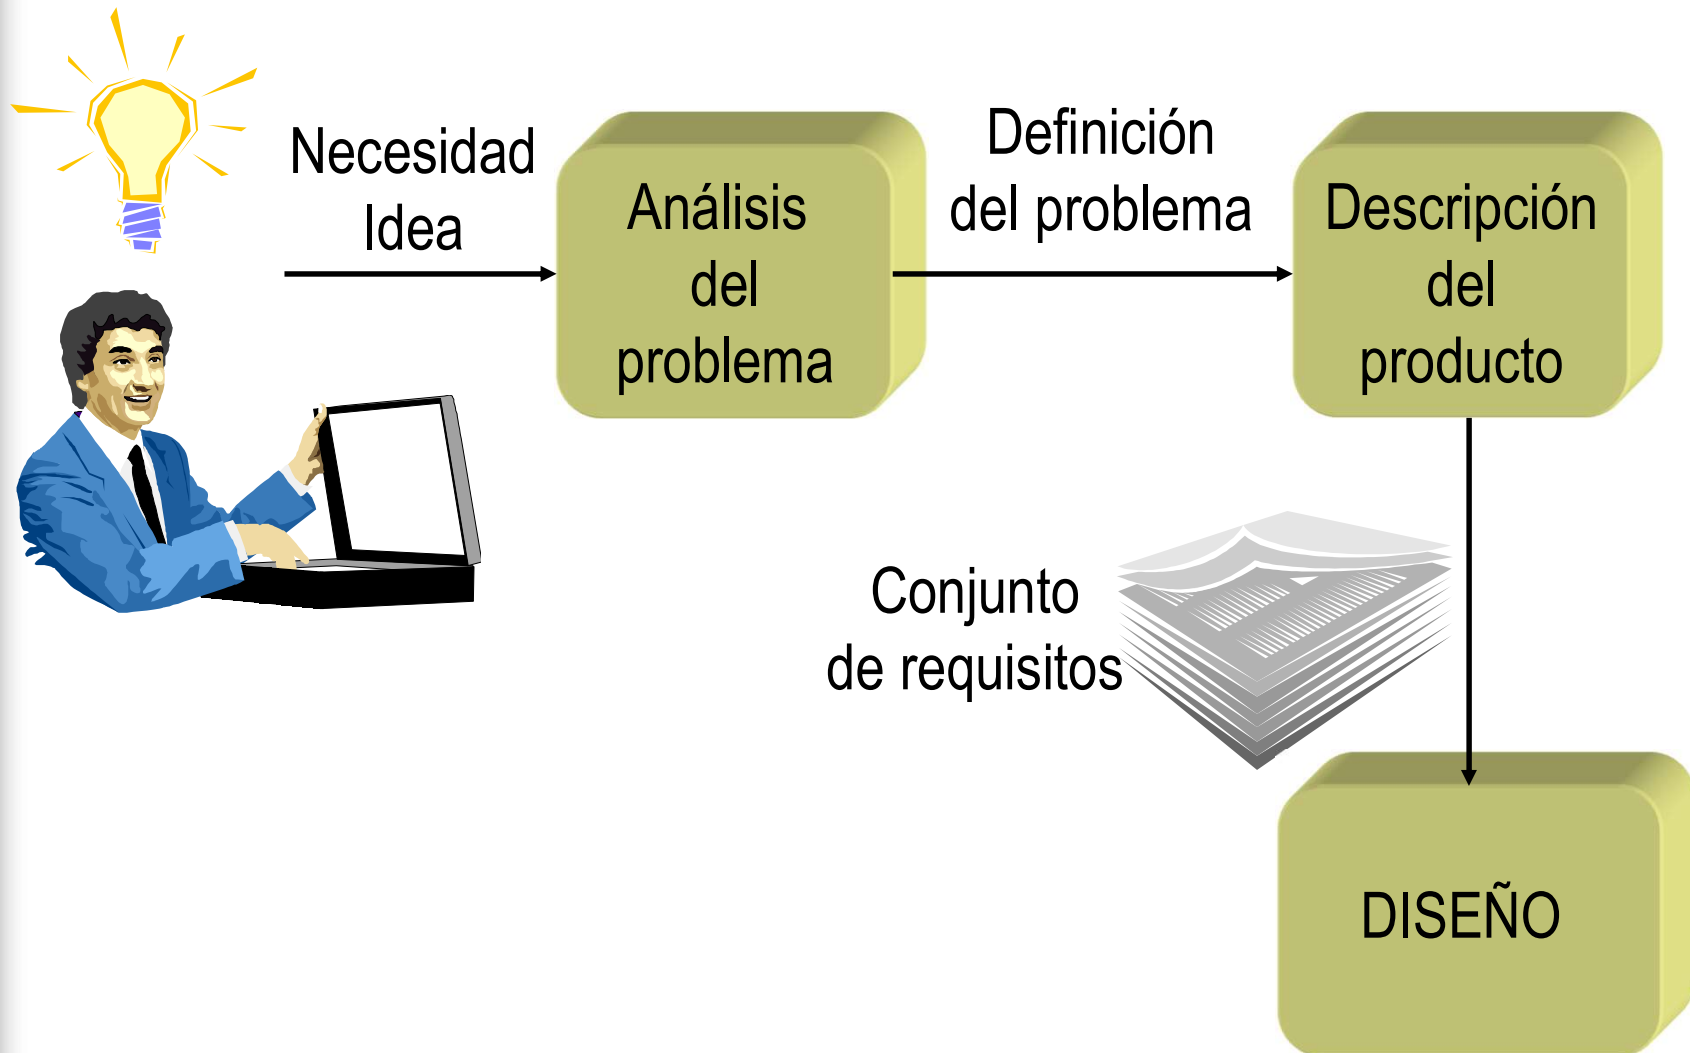 Necesidad
Idea
Análisis
del
problema
Definición
del problema
Descripción
del
producto
Conjunto
de requisitos
DISEÑO